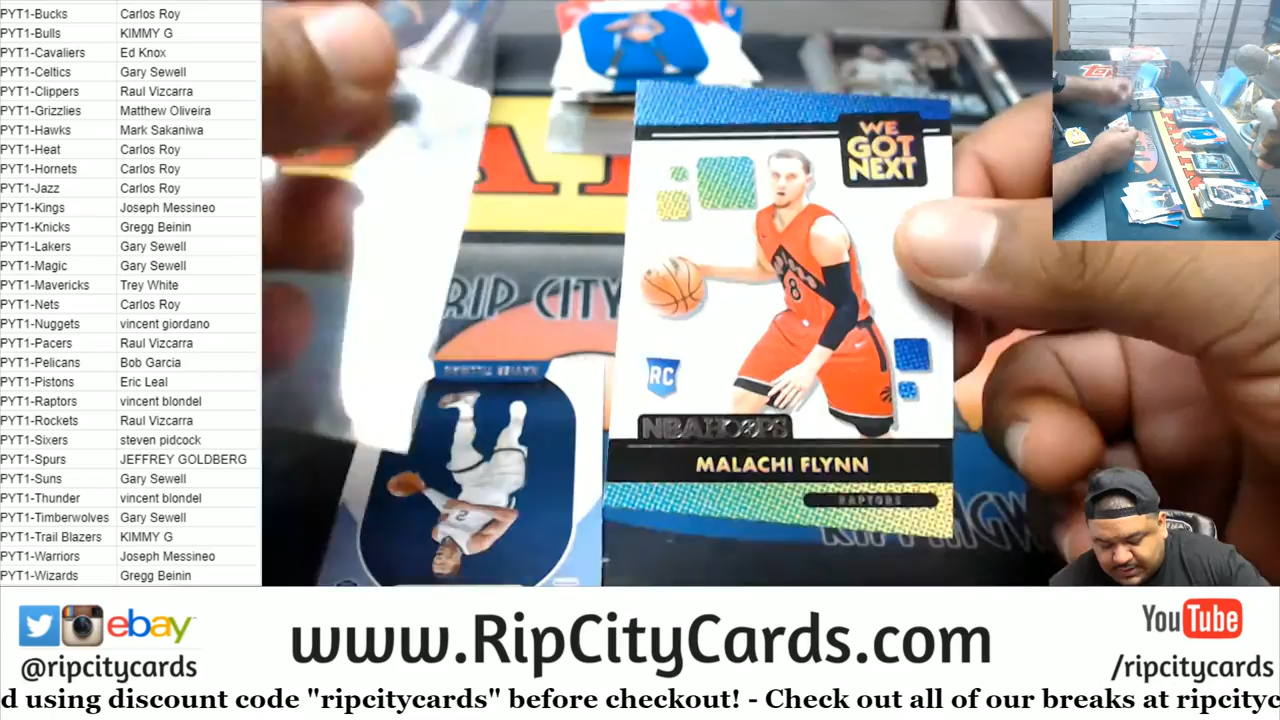 PYT1-Bucks Carlos Roy
PYT1-Bulls KIMMY G
PYT1-Cavaliers Ed Knox
PYT1-Celtics Gary Sewell
PYT1-Clippers Raul Vizcarra
PYT1-Grizzlies Matthew Oliveira
PYT1-Hawks Mark Sakaniwa
PYT1-Heat Carlos Roy
PYT1-Hornets Carlos Roy
PYT1-Jazz Carlos Roy
PYT1-Kings Joseph Messineo
PYT1-Knicks Gregg Beinin
PYT1-Lakers Gary Sewell
PYT1-Magic Gary Sewell
PYT1-Mavericks Trey White
PYT1-Nets Carlos Roy
PYT1-Nuggets vincent giordano
PYT1-Pacers Raul Vizcarra
PYT1-Pelicans Bob Garcia
PYT1-Pistons Eric Leal
PYT1-Raptors vincent blondel
PYT1-Rockets Raul Vizcarra
PYT1-Sixers steven pidcock
PYT1-Spurs JEFFREY GOLDBERG
PYT1-Suns Gary Sewell
PYT1-Thunder vincent blondel
PYT1-Timberwolves Gary Sewell
PYT1-Trail Blazers KIMMY G
PYT1-Warriors Joseph Messineo
PYT1-Wizards Gregg Beinin
WE
GOT
NEXT
8
RC
NBA HOOPS
MALACHI FLYNN
RAPTORS
RIP CITY
2
ebay
@ripcitycards
www.RipCityCards.com
YouTube
/ripcitycards
d using discount code "ripcitycards" before checkout! - Check out all of our breaks at ripcityc